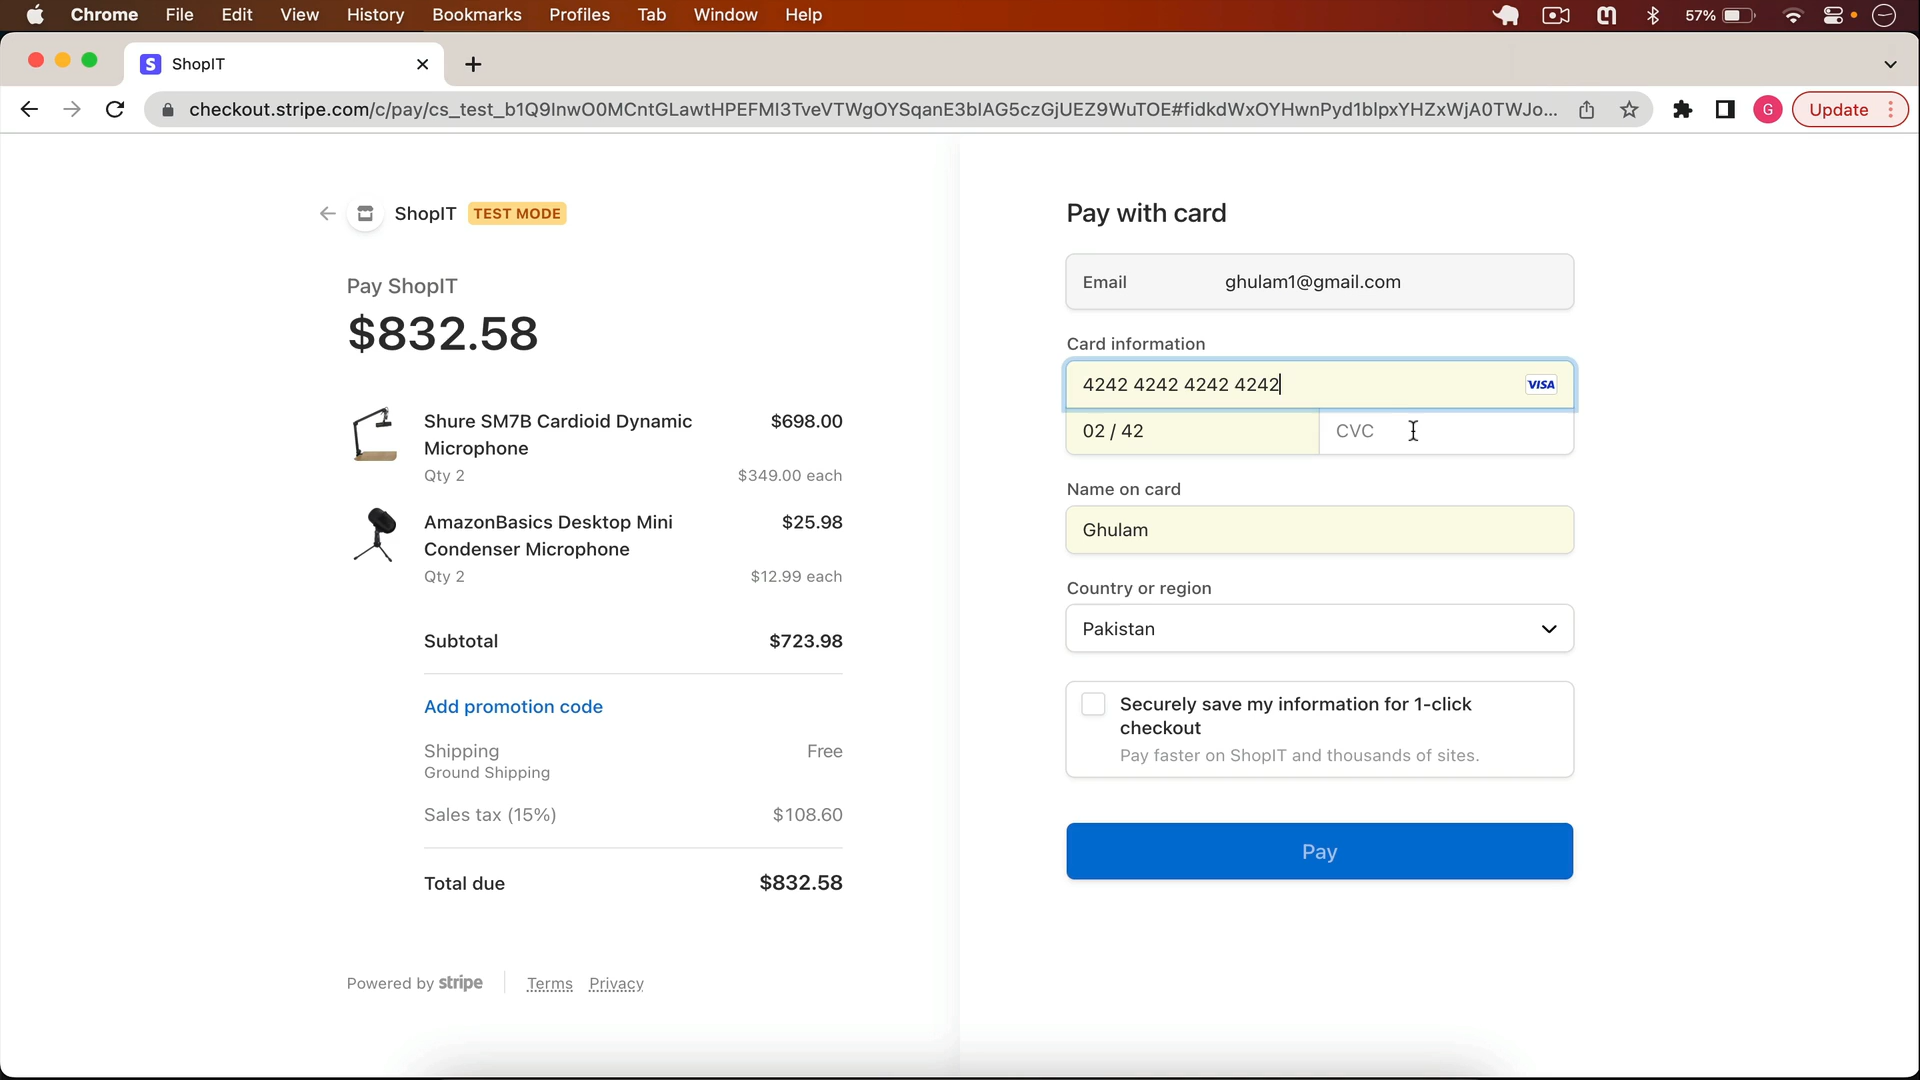 Chrome File Edit View History Bookmarks Profiles Tab Window Help 57%
S ShopIT
checkout.stripe.com/c/pay/cs_test_b1Q9lnwO0MCntGLawtHPEFMI3TveVTWgOYSqanE3bIAG5czGjUEZ9WuTOE#fidkdWxOYHwnPyd1blpxYHZxWjA0TWJo... G Update
ShopIT TEST MODE
Pay ShopIT
$832.58
Shure SM7B Cardioid Dynamic $698.00
Microphone
Qty 2 $349.00 each
AmazonBasics Desktop Mini $25.98
Condenser Microphone
Qty 2 $12.99 each
Subtotal $723.98
Add promotion code
Shipping Free
Ground Shipping
Sales tax (15%) $108.60
Total due $832.58
Powered by stripe Terms Privacy
Pay with card
Email ghulam1@gmail.com
Card information
4242 4242 4242 4242 VISA
02 / 42 CVC
Name on card
Ghulam
Country or region
Pakistan
Securely save my information for 1-click
checkout
Pay faster on ShopIT and thousands of sites.
Pay